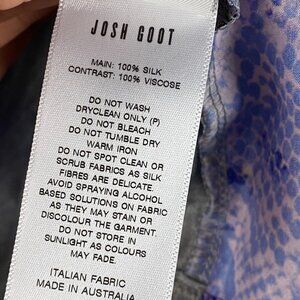 JOSH GOOT
MAIN: 100% SILK
CONTRAST: 100% VISCOSE
DO NOT WASH
DRYCLEAN ONLY (P)
DO NOT BLEACH
DO NOT TUMBLE DRY
WARM IRON
DO NOT SPOT CLEAN OR
SCRUB FABRICS AS SILK
FIBRES ARE DELICATE.
AVOID SPRAYING ALCOHOL
BASED SOLUTIONS ON FABRIC
AS THEY MAY STAIN OR
DISCOLOUR THE GARMENT.
DO NOT STORE IN
SUNLIGHT AS COLOURS
MAY FADE.
ITALIAN FABRIC
MADE IN AUSTRALIA